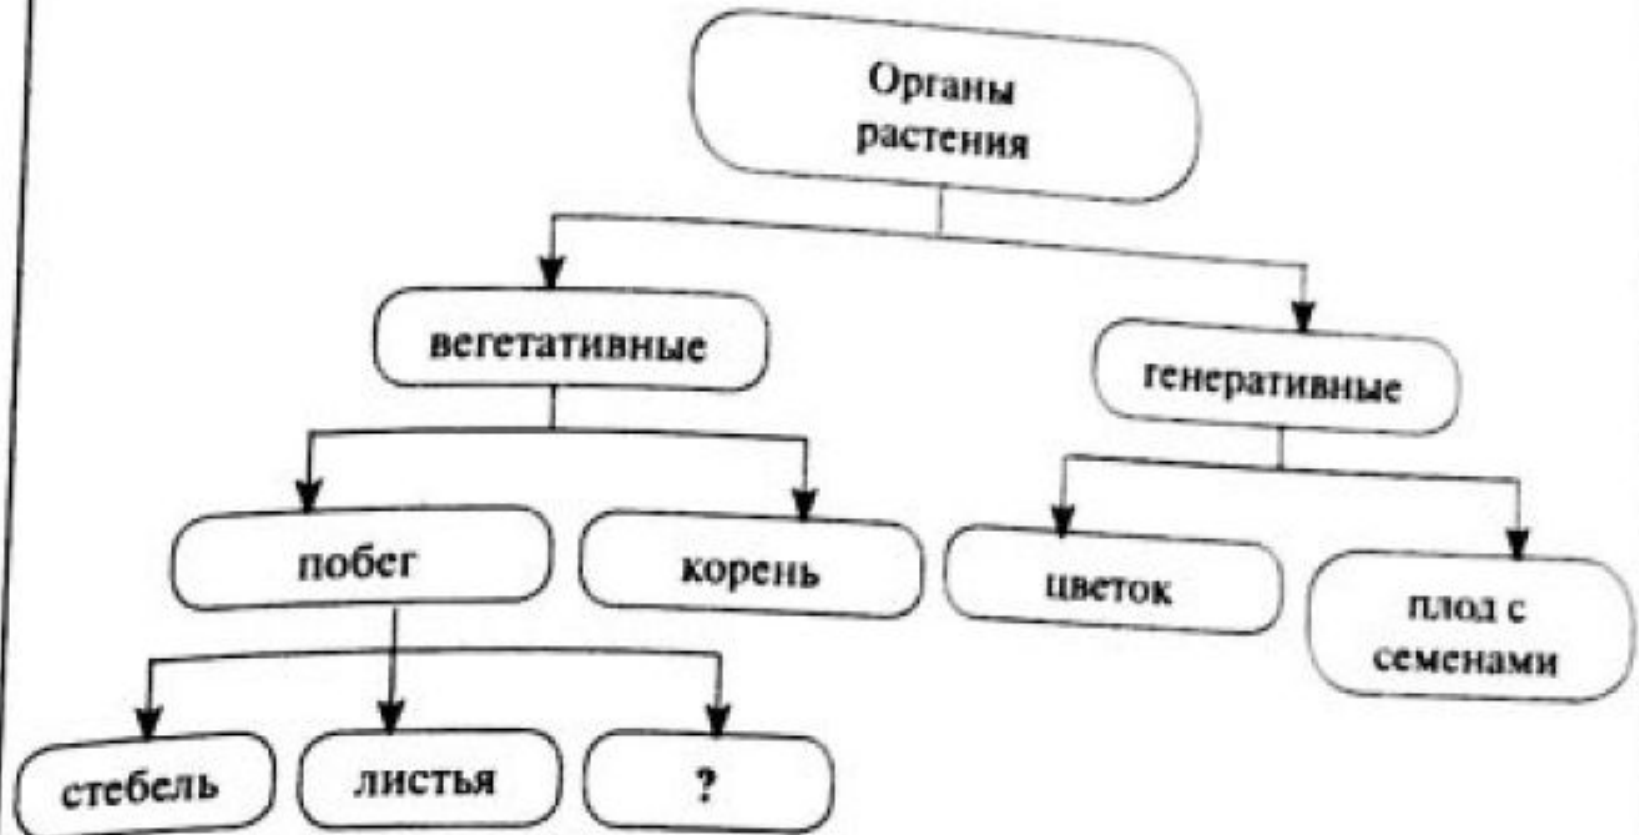 Органы
растения
вегетативные
генеративные
побег
корень
цветок
плод с
семенами
стебель
листья
?